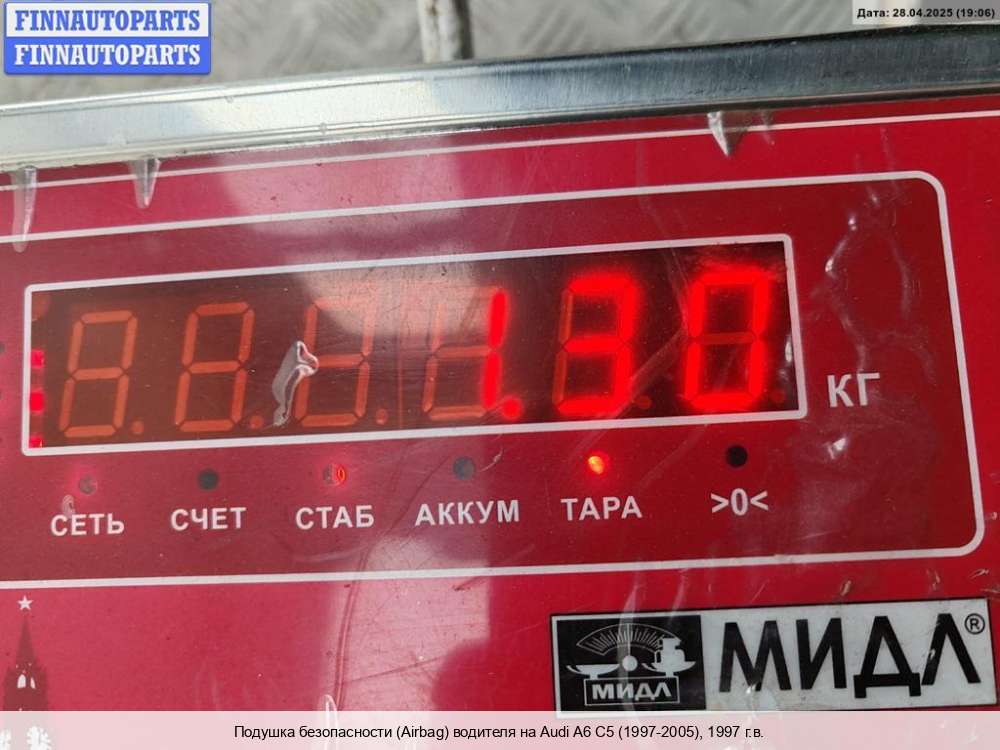 FINNAUTOPARTS
FINNAUTOPARTS
Дата: 28.04.2025 (19:06)
1.30
КГ
СЕТЬ СЧЕТ СТАБ АККУМ ТАРА >0<
МИДЛ
МИДЛ®
Подушка безопасности (Airbag) водителя на Audi A6 C5 (1997-2005), 1997 г.в.